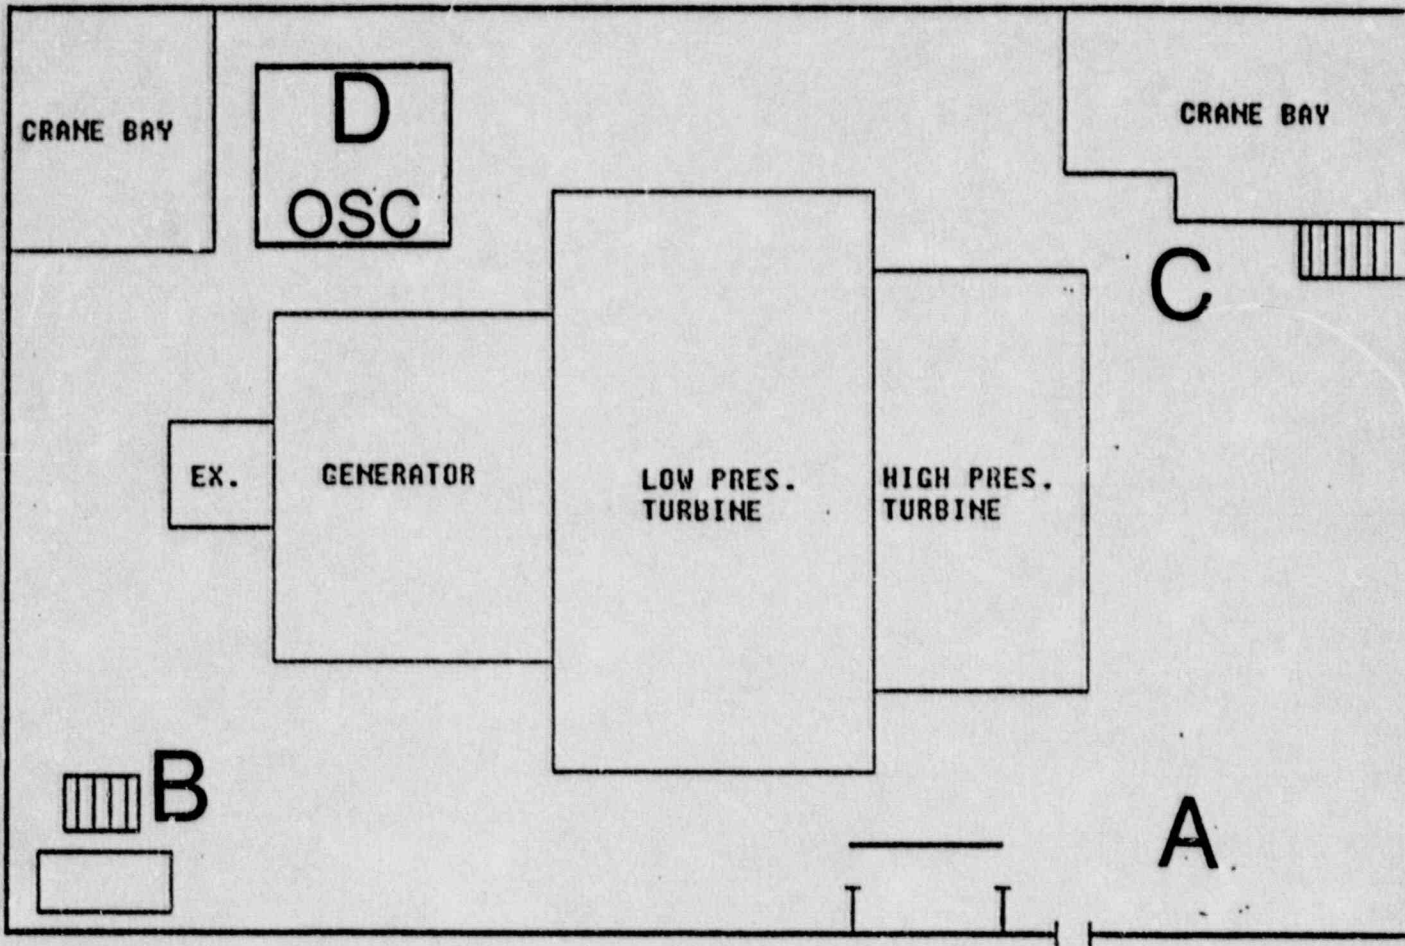 CRANE BAY
D
OSC
CRANE BAY
C
EX.
GENERATOR
LOW PRES.
TURBINE
HIGH PRES.
TURBINE
B
A